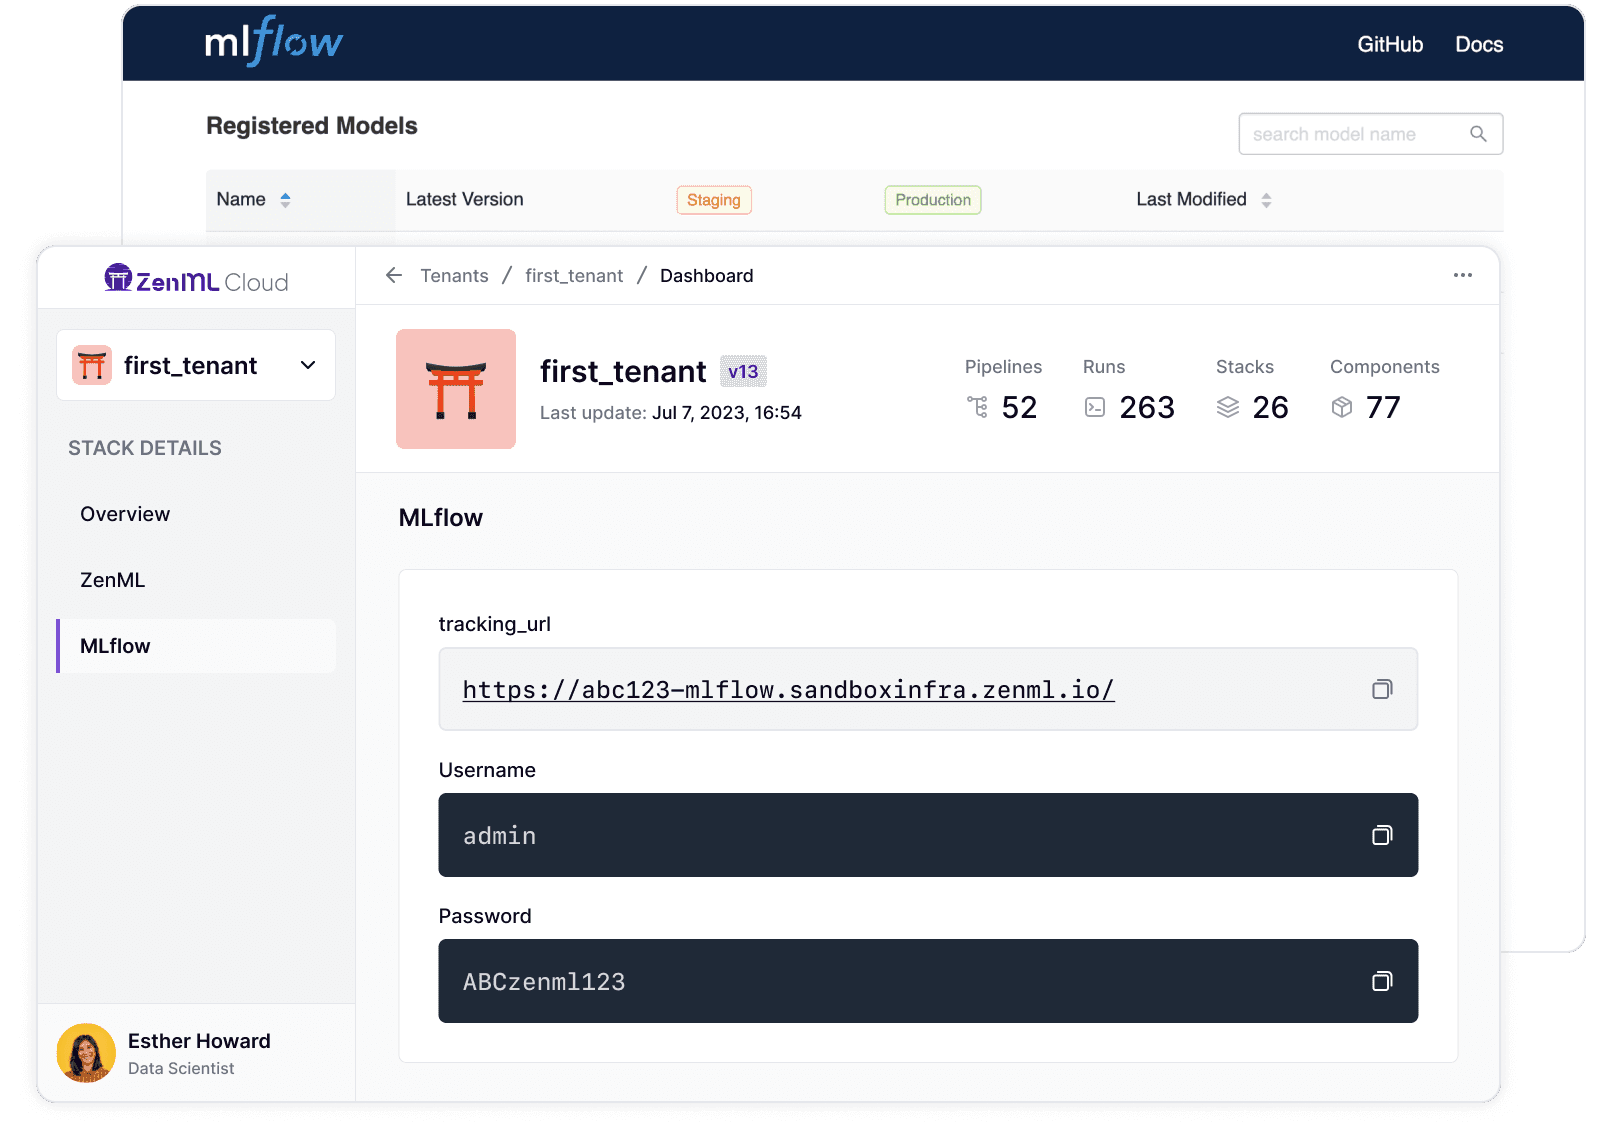 mlflow
GitHub Docs
Registered Models
search model name
Name Latest Version Staging Production Last Modified
ZenML Cloud
Tenants / first_tenant / Dashboard
first_tenant
first_tenant v13
Last update: Jul 7, 2023, 16:54
Pipelines Runs Stacks Components
52 263 26 77
STACK DETAILS
Overview
ZenML
MLflow
MLflow
tracking_url
https://abc123-mlflow.sandboxinfra.zenml.io/
Username
admin
Password
ABCzenml123
Esther Howard
Data Scientist